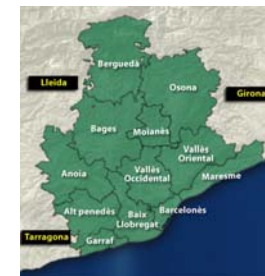 Berguedà
Lleida
Osona
Girona
Bages
Moianès
Vallès
Oriental
Anoia
Vallès
Occidental
Maresme
Alt penedès
Baix
Llobregat
Barcelonès
Tarragona
Garraf